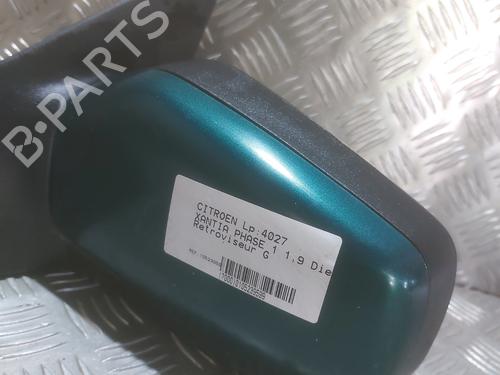 B-PARTS
CITROEN Lp:4027
XANTIA PHASE 1 1.9 Die
Retroviseur G